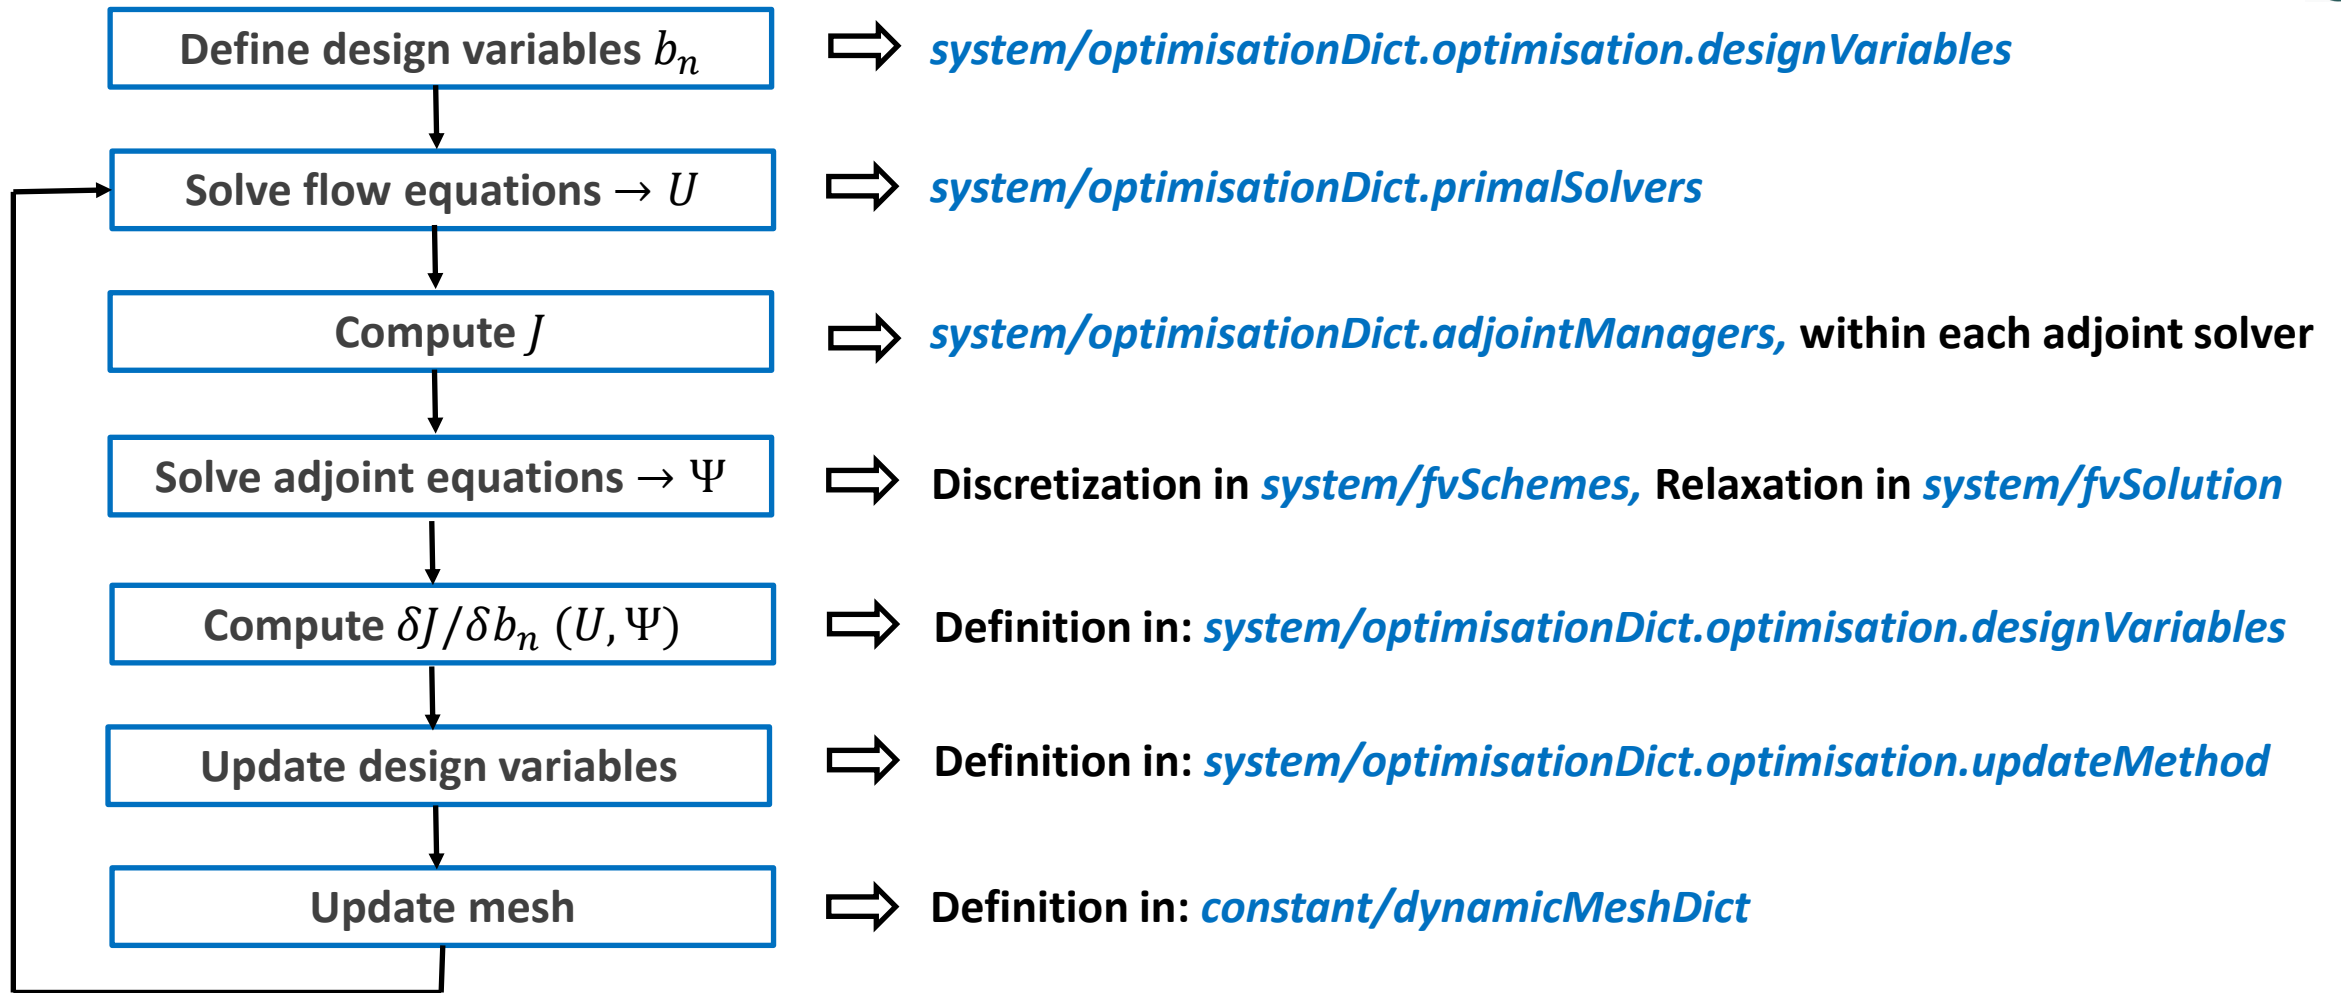 Define design variables bₙ
system/optimisationDict.optimisation.designVariables
Solve flow equations → U
system/optimisationDict.primalSolvers
Compute J
system/optimisationDict.adjointManagers, within each adjoint solver
Solve adjoint equations → Ψ
Discretization in system/fvSchemes, Relaxation in system/fvSolution
Compute δJ/δbₙ (U, Ψ)
Definition in: system/optimisationDict.optimisation.designVariables
Update design variables
Definition in: system/optimisationDict.optimisation.updateMethod
Update mesh
Definition in: constant/dynamicMeshDict